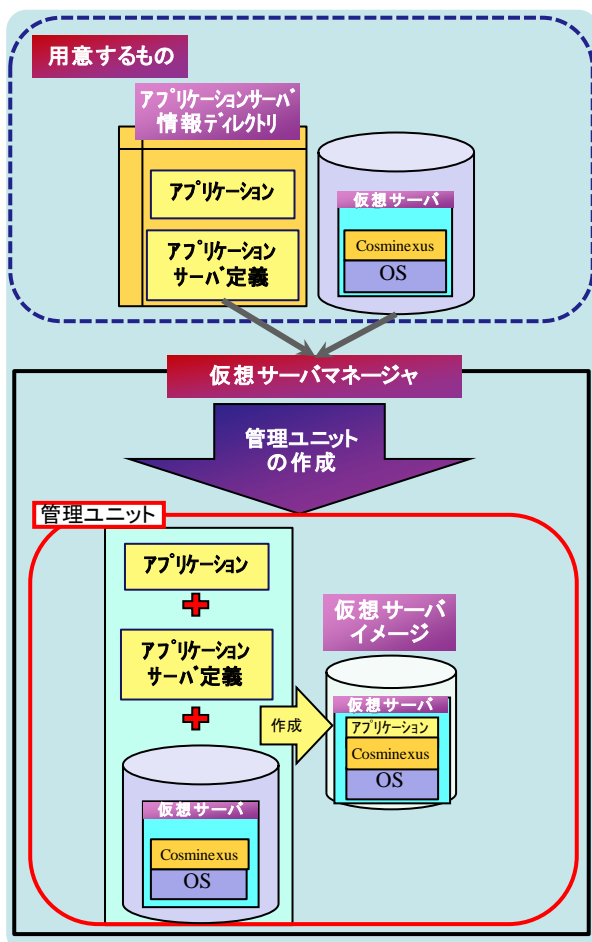 用意するもの
アプリケーションサーバ
情報ディレクトリ
アプリケーション
アプリケーション
サーバ定義
仮想サーバ
Cosminexus
OS
仮想サーバマネージャ
管理ユニット
の作成
管理ユニット
アプリケーション
アプリケーション
サーバ定義
仮想サーバ
Cosminexus
OS
作成
仮想サーバ
イメージ
仮想サーバ
アプリケーション
Cosminexus
OS